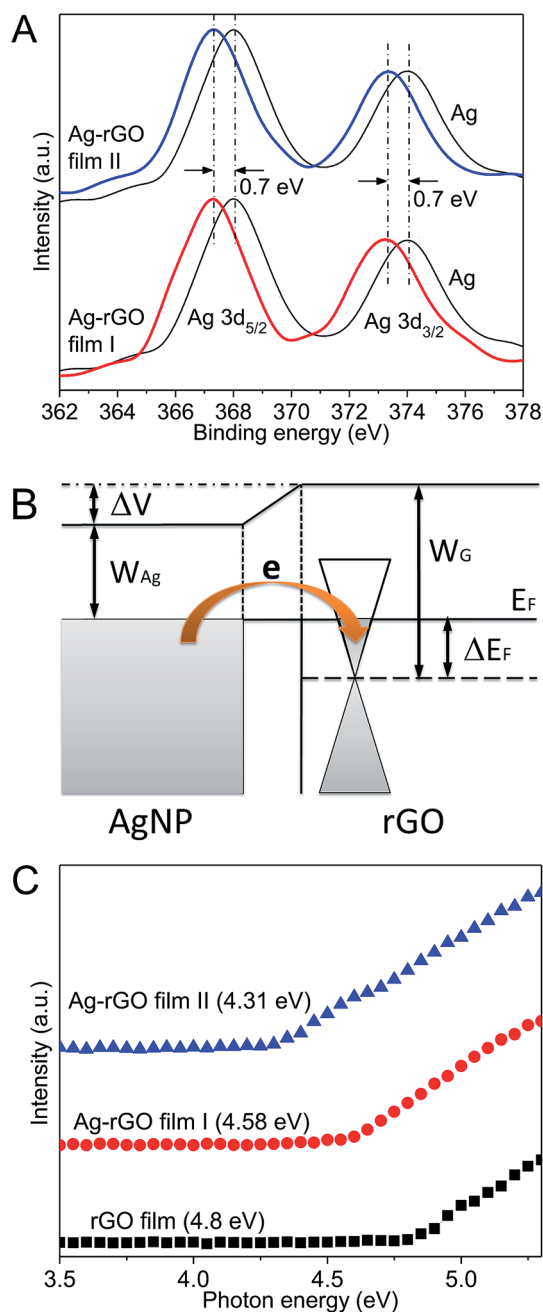 A
Ag-rGO
film II
Ag
0.7 eV
0.7 eV
Ag-rGO
film I
Ag 3d5/2
Ag 3d3/2
Ag
Intensity (a.u.)
362 364 366 368 370 372 374 376 378
Binding energy (eV)
B
ΔV
WAg
e
WG
EF
ΔEF
AgNP
rGO
C
Ag-rGO film II (4.31 eV)
Ag-rGO film I (4.58 eV)
rGO film (4.8 eV)
Intensity (a.u.)
3.5 4.0 4.5 5.0
Photon energy (eV)